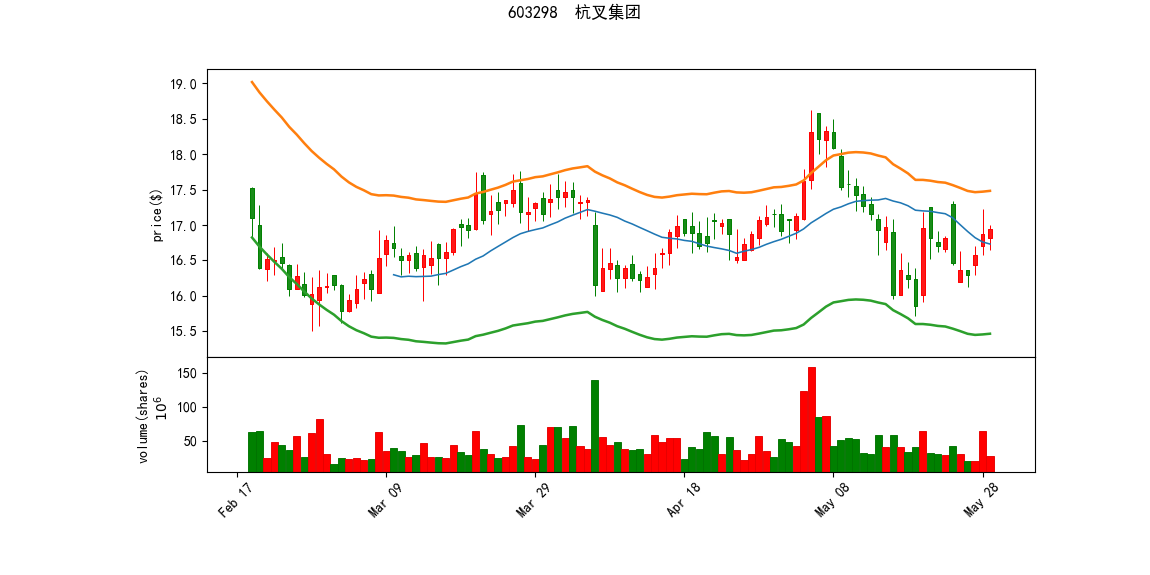 603298 杭叉集团
price($)
19.0
18.5
18.0
17.5
17.0
16.5
16.0
15.5
volume(shares)
10^6
150
100
50
Feb 17
Mar 09
Mar 29
Apr 18
May 08
May 28